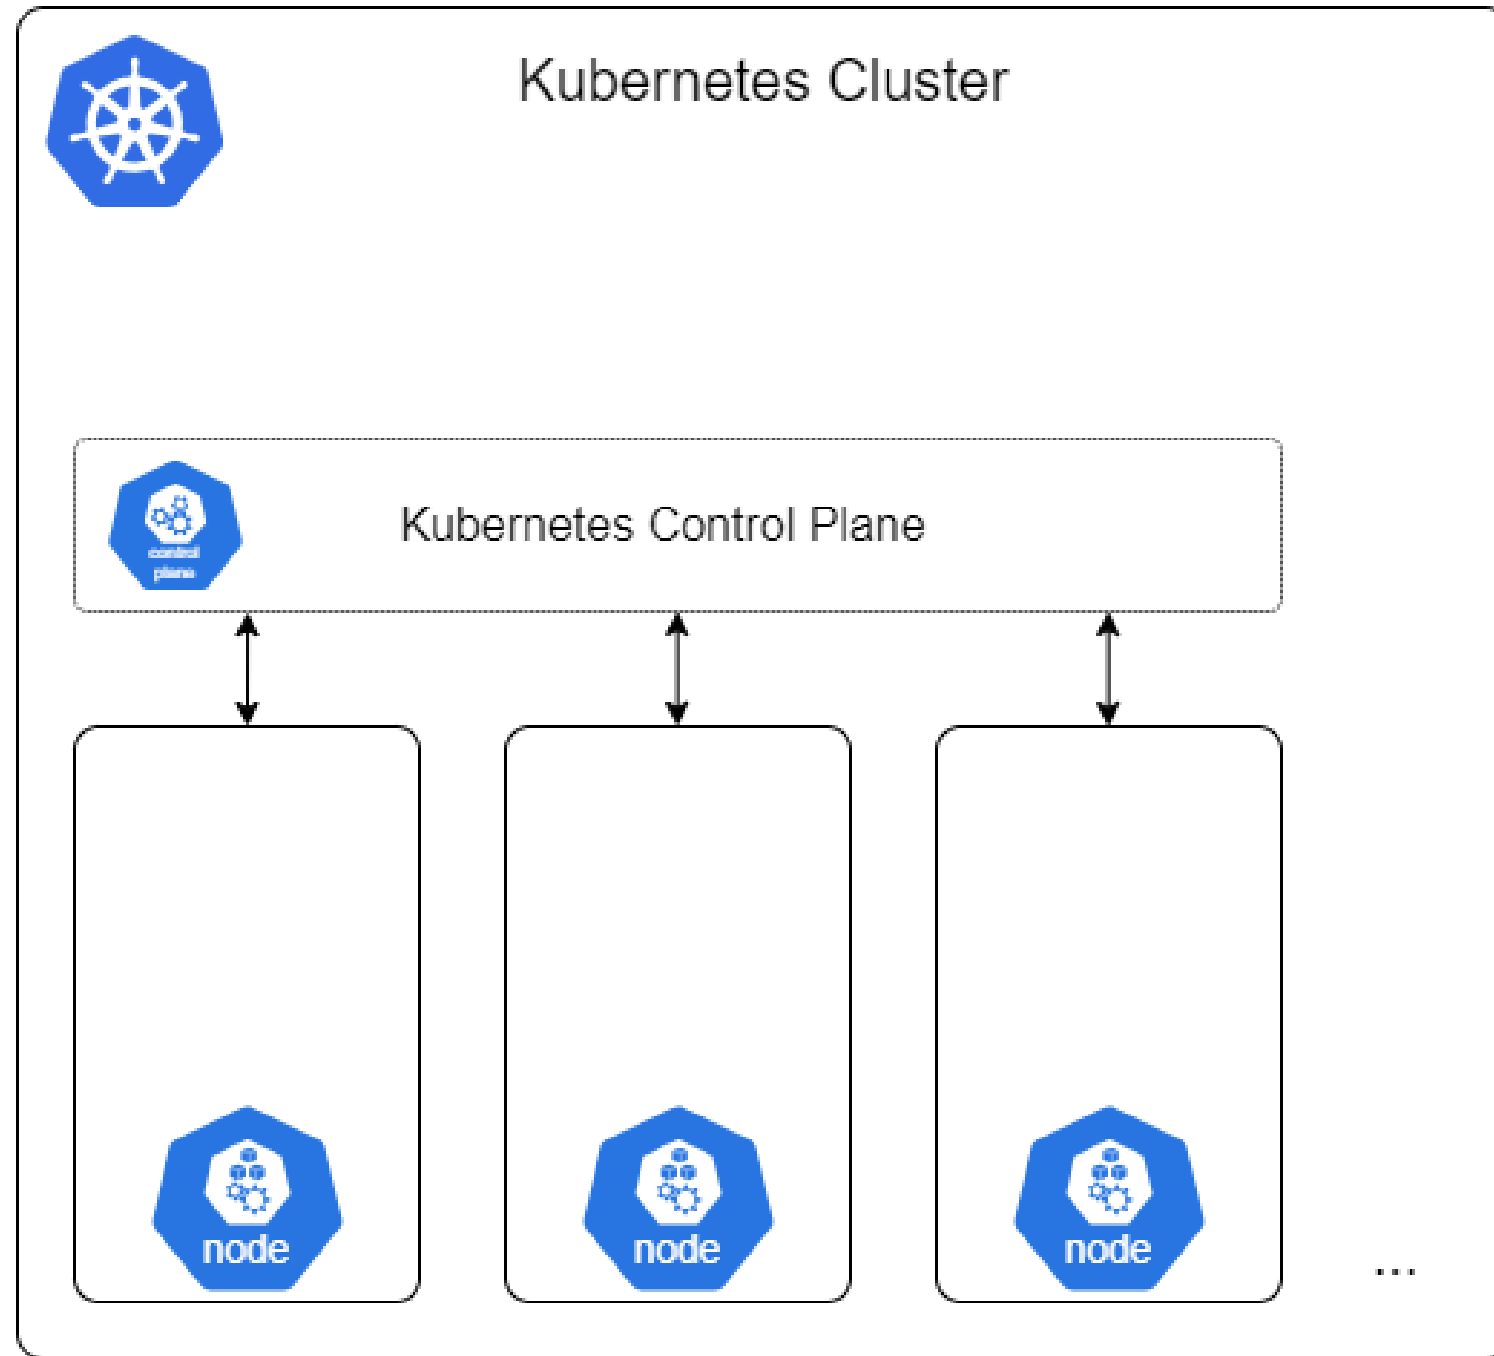 Kubernetes Cluster
control
plane
Kubernetes Control Plane
node
node
node
...